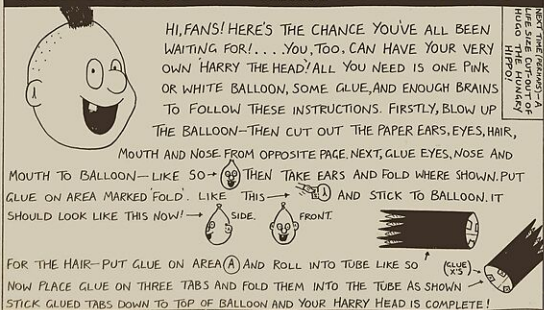 HI, FANS! HERE'S THE CHANCE YOU'VE ALL BEEN
WAITING FOR!....YOU, TOO, CAN HAVE YOUR VERY
OWN 'HARRY THE HEAD'! ALL YOU NEED IS ONE PINK
OR WHITE BALLOON, SOME GLUE, AND ENOUGH BRAINS
TO FOLLOW THESE INSTRUCTIONS. FIRSTLY, BLOW UP
THE BALLOON—THEN CUT OUT THE PAPER EARS, EYES, HAIR,
MOUTH AND NOSE FROM OPPOSITE PAGE. NEXT, GLUE EYES, NOSE AND
MOUTH TO BALLOON—LIKE SO THEN TAKE EARS AND FOLD WHERE SHOWN. PUT
GLUE ON AREA MARKED 'FOLD'. LIKE THIS A AND STICK TO BALLOON. IT
SHOULD LOOK LIKE THIS NOW! SIDE. FRONT.
FOR THE HAIR—PUT GLUE ON AREA A AND ROLL INTO TUBE LIKE SO
(GLUE X'S)
NOW PLACE GLUE ON THREE TABS AND FOLD THEM INTO THE TUBE AS SHOWN
STICK GLUED TABS DOWN TO TOP OF BALLOON AND YOUR HARRY HEAD IS COMPLETE!
NEXT TIME (PERHAPS)—A
LIFE SIZE CUT-OUT OF
HUGO THE HUNGRY
HIPPO!